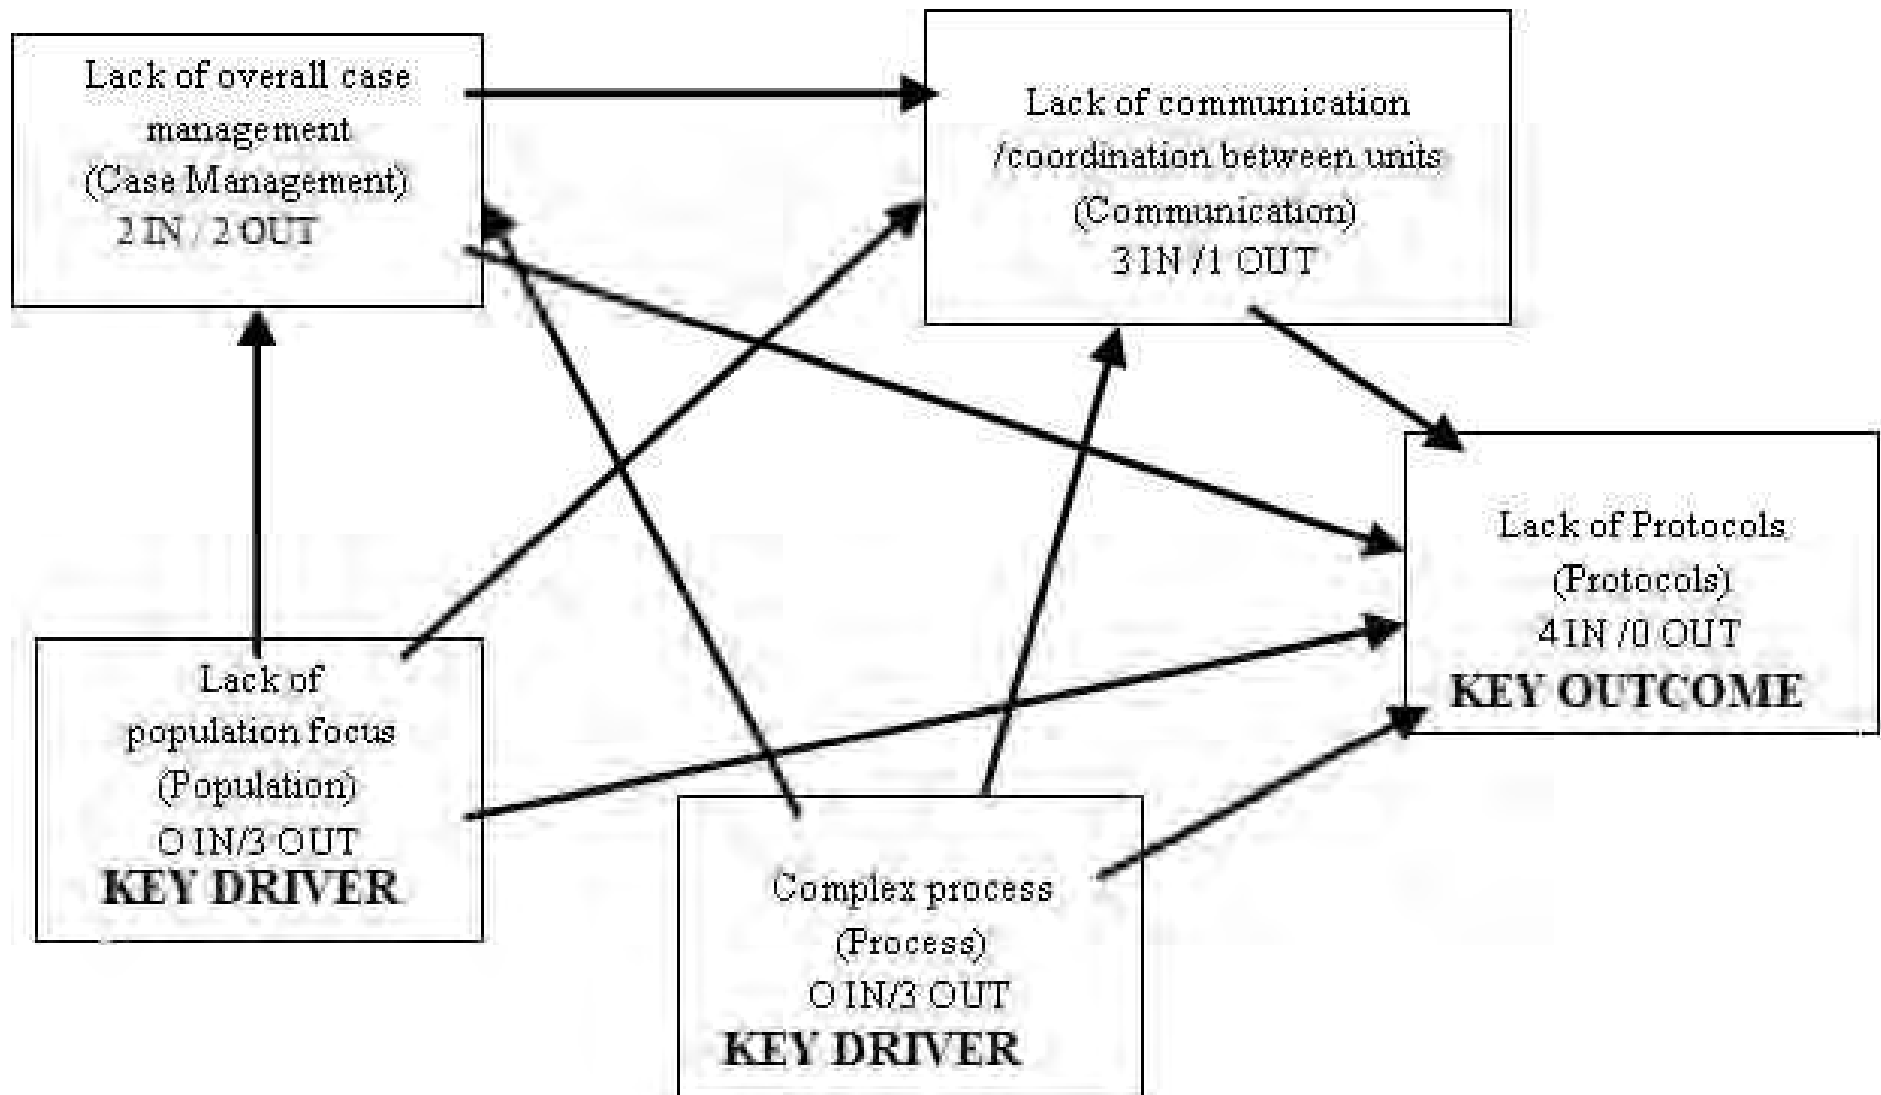 Lack of overall case
management
(Case Management)
2 IN / 2 OUT
Lack of communication
/coordination between units
(Communication)
3 IN /1 OUT
Lack of Protocols
(Protocols)
4 IN /0 OUT
KEY OUTCOME
Lack of
population focus
(Population)
O IN/3 OUT
KEY DRIVER
Complex process
(Process)
O IN/3 OUT
KEY DRIVER